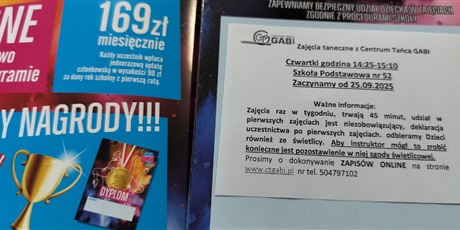 NE
wo
gramie
169zł
miesięcznie
Każdy uczestnik wpłaca
jednorazową opłatę
członkowską w wysokości 90 zł
za dany rok szkolny z pierwszą ratą.
Y NAGRODY!!!
DYPLOM
ZAPEWNIAMY BEZPIECZNY UDZIAŁ DZIECKA W ZAJĘCIACH
ZGODNIE Z PROCEDURAMI SZKOŁY
GABI
Zajęcia taneczne z Centrum Tańca GABI
Czwartki godzina 14:25-15:10
Szkoła Podstawowa nr 52
Zaczynamy od 25.09.2025
Ważne informacje:
Zajęcia raz w tygodniu, trwają 45 minut, udział w
pierwszych zajęciach jest niezobowiązujący, deklaracja
uczestnictwa po pierwszych zajęciach. odbieramy Dzieci
również ze świetlicy. Aby instruktor mógł to zrobić
konieczne jest pozostawienie w niej zgody świetlicowej.
Prosimy o dokonywanie ZAPISÓW ONLINE na stronie
www.ctgabi.pl nr tel. 504797102